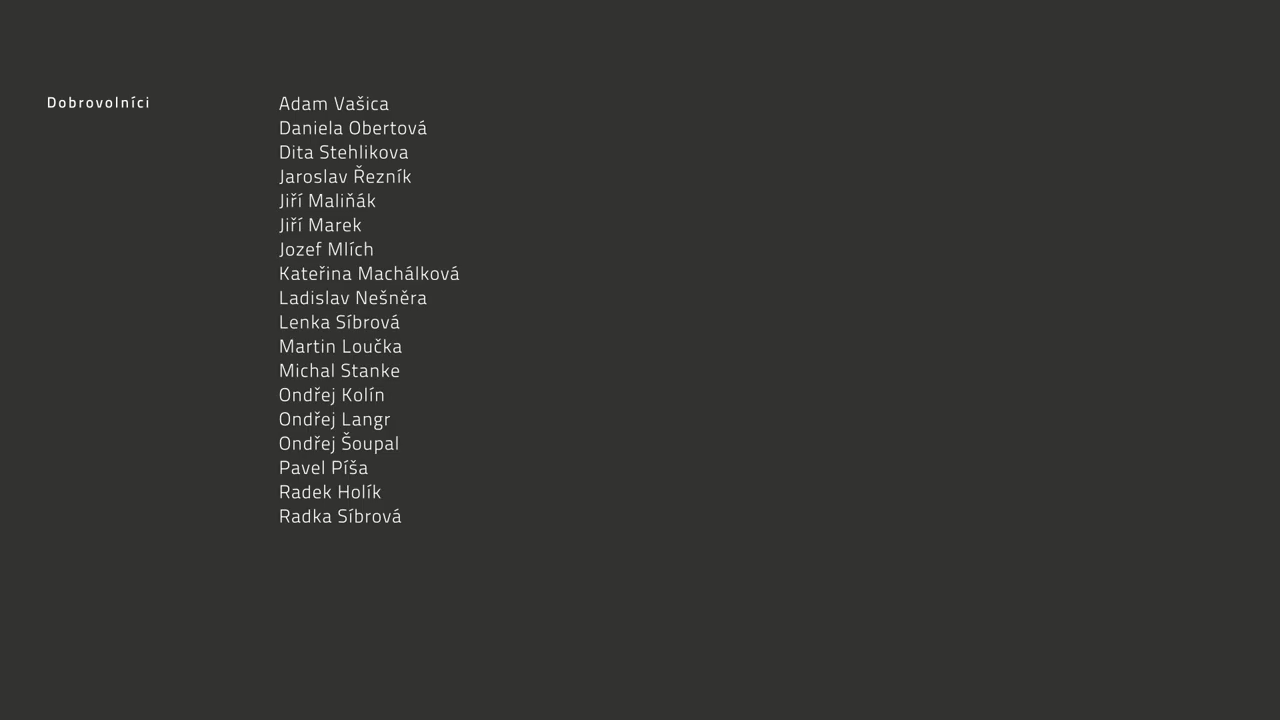 Dobrovolníci
Adam Vašica
Daniela Obertová
Dita Stehlikova
Jaroslav Řezník
Jiří Maliňák
Jiří Marek
Jozef Mlích
Kateřina Machálková
Ladislav Nešněra
Lenka Síbrová
Martin Loučka
Michal Stanke
Ondřej Kolín
Ondřej Langr
Ondřej Šoupal
Pavel Píša
Radek Holík
Radka Síbrová